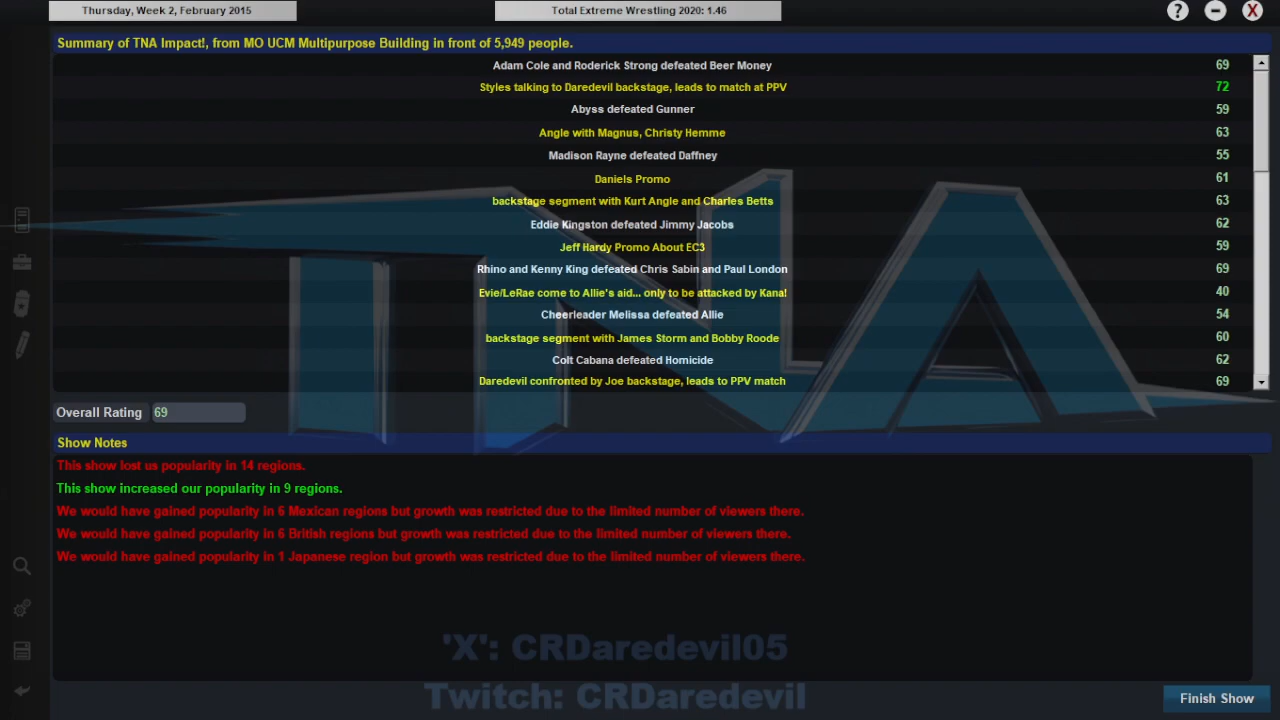 Thursday, Week 2, February 2015
Total Extreme Wrestling 2020: 1.46
?
X
Summary of TNA Impact!, from MO UCM Multipurpose Building in front of 5,949 people.
Adam Cole and Roderick Strong defeated Beer Money 69
Styles talking to Daredevil backstage, leads to match at PPV 72
Abyss defeated Gunner 59
Angle with Magnus, Christy Hemme 63
Madison Rayne defeated Daffney 55
Daniels Promo 61
backstage segment with Kurt Angle and Charles Betts 63
Eddie Kingston defeated Jimmy Jacobs 62
Jeff Hardy Promo About EC3 59
Rhino and Kenny King defeated Chris Sabin and Paul London 69
Evie/LeRae come to Allie's aid... only to be attacked by Kana! 40
Cheerleader Melissa defeated Allie 54
backstage segment with James Storm and Bobby Roode 60
Colt Cabana defeated Homicide 62
Daredevil confronted by Joe backstage, leads to PPV match 69
TNA
Overall Rating 69
Show Notes
This show lost us popularity in 14 regions.
This show increased our popularity in 9 regions.
We would have gained popularity in 6 Mexican regions but growth was restricted due to the limited number of viewers there.
We would have gained popularity in 6 British regions but growth was restricted due to the limited number of viewers there.
We would have gained popularity in 1 Japanese region but growth was restricted due to the limited number of viewers there.
'X': CRDaredevil05
Twitch: CRDaredevil
Finish Show